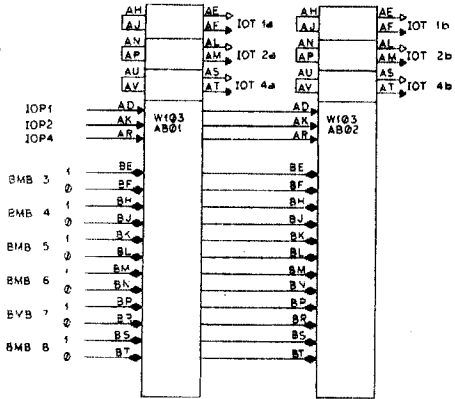 AH AE AH AE
AJ AF IOT 1a AJ AF IOT 1b
AN AL AN AL
AP AM IOT 2a AP AM IOT 2b
AU AS AU AS
AV AT IOT 4a AV AT IOT 4b
IOP1 AD AD
IOP2 AK W103 AK W103
IOP4 AR AB01 AR AB02
BMB 3 1 BE BE
0 BF BF
BMB 4 1 BH BH
0 BJ BJ
BMB 5 1 BK BK
0 BL BL
BMB 6 1 BM BM
0 BN BN
BMB 7 1 BP BP
0 BR BR
BMB 8 1 BS BS
0 BT BT